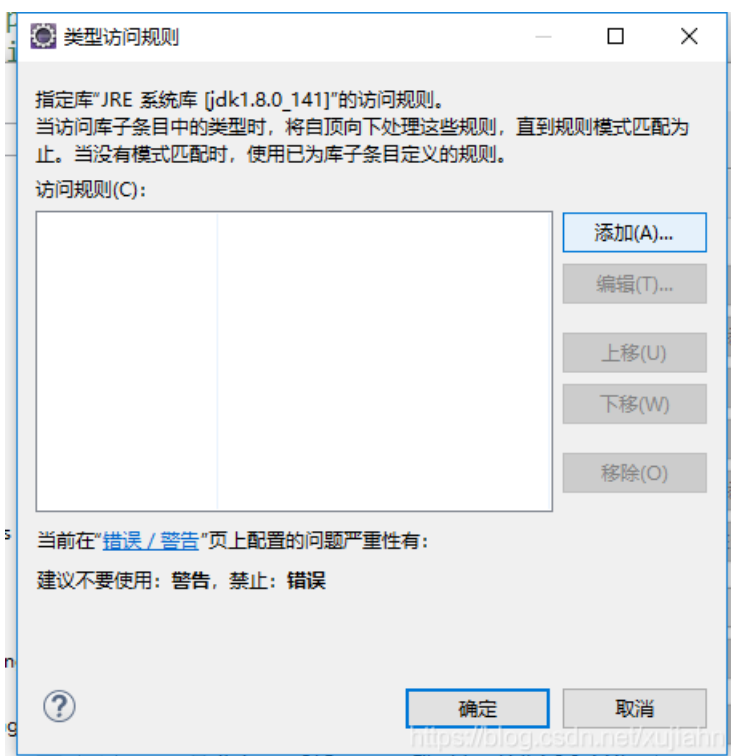 类型访问规则
指定库“JRE 系统库 [jdk1.8.0_141]”的访问规则。
当访问库子条目中的类型时，将自顶向下处理这些规则，直到规则模式匹配为
止。当没有模式匹配时，使用已为库子条目定义的规则。
访问规则(C)：
添加(A)...
编辑(T)...
上移(U)
下移(W)
移除(O)
当前在“错误 / 警告”页上配置的问题严重性有：
建议不要使用：警告，禁止：错误
确定
取消
https://blog.csdn.net/xujiahn